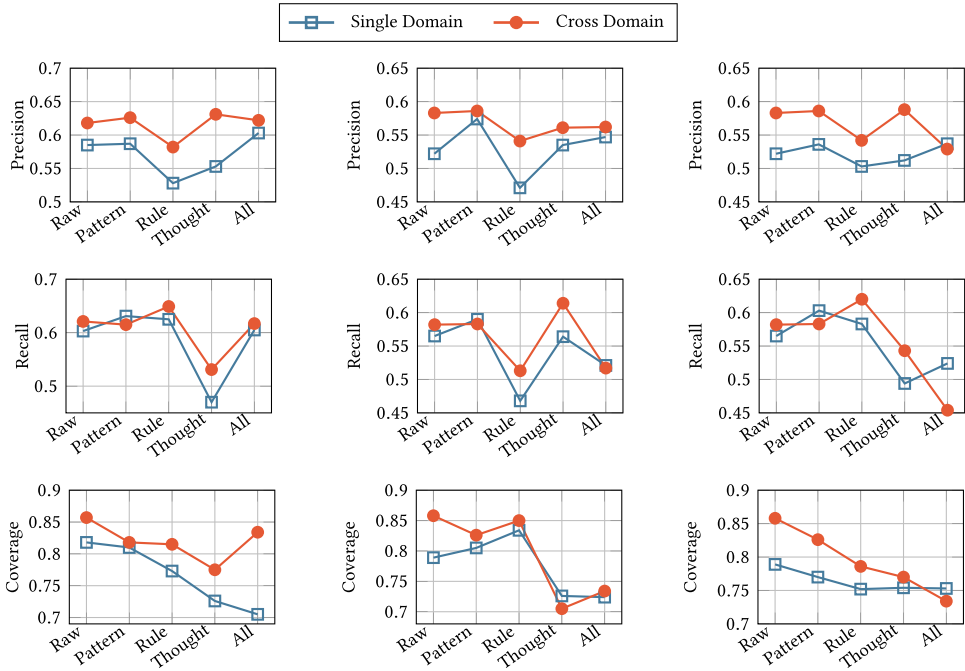 Single Domain Cross Domain
Precision
0.7
0.65
0.6
0.55
0.5
Raw
Pattern
Rule
Thought
All
Precision
0.65
0.6
0.55
0.5
0.45
Raw
Pattern
Rule
Thought
All
Precision
0.65
0.6
0.55
0.5
0.45
Raw
Pattern
Rule
Thought
All
Recall
0.7
0.6
0.5
Raw
Pattern
Rule
Thought
All
Recall
0.65
0.6
0.55
0.5
0.45
Raw
Pattern
Rule
Thought
All
Recall
0.65
0.6
0.55
0.5
0.45
Raw
Pattern
Rule
Thought
All
Coverage
0.9
0.85
0.8
0.75
0.7
Raw
Pattern
Rule
Thought
All
Coverage
0.9
0.85
0.8
0.75
0.7
Raw
Pattern
Rule
Thought
All
Coverage
0.9
0.85
0.8
0.75
0.7
Raw
Pattern
Rule
Thought
All